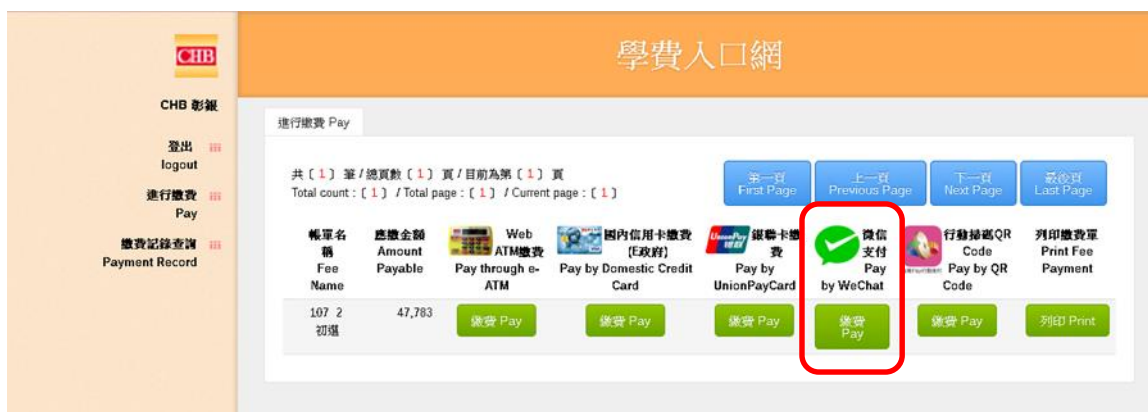 學費入口網
CHB
CHB 彰銀
登出
logout
進行繳費
Pay
繳費記錄查詢
Payment Record
進行繳費 Pay
共〔1〕筆/總頁數〔1〕頁/目前為第〔1〕頁
Total count :〔1〕/Total page :〔1〕/Current page :〔1〕
第一頁
First Page
上一頁
Previous Page
下一頁
Next Page
最後頁
Last Page
帳單名
稱
Fee
Name
應繳金額
Amount
Payable
Web
ATM繳費
Pay through e-
ATM
國內信用卡繳費
(E政府)
Pay by Domestic Credit
Card
UnionPay
銀聯
銀聯卡繳
費
Pay by
UnionPayCard
微信
支付
Pay
by WeChat
行動掃碼QR
Code
Pay by QR
Code
列印繳費單
Print Fee
Payment
107 2
初選
47,783
繳費 Pay
繳費 Pay
繳費 Pay
繳費
Pay
繳費 Pay
列印 Print